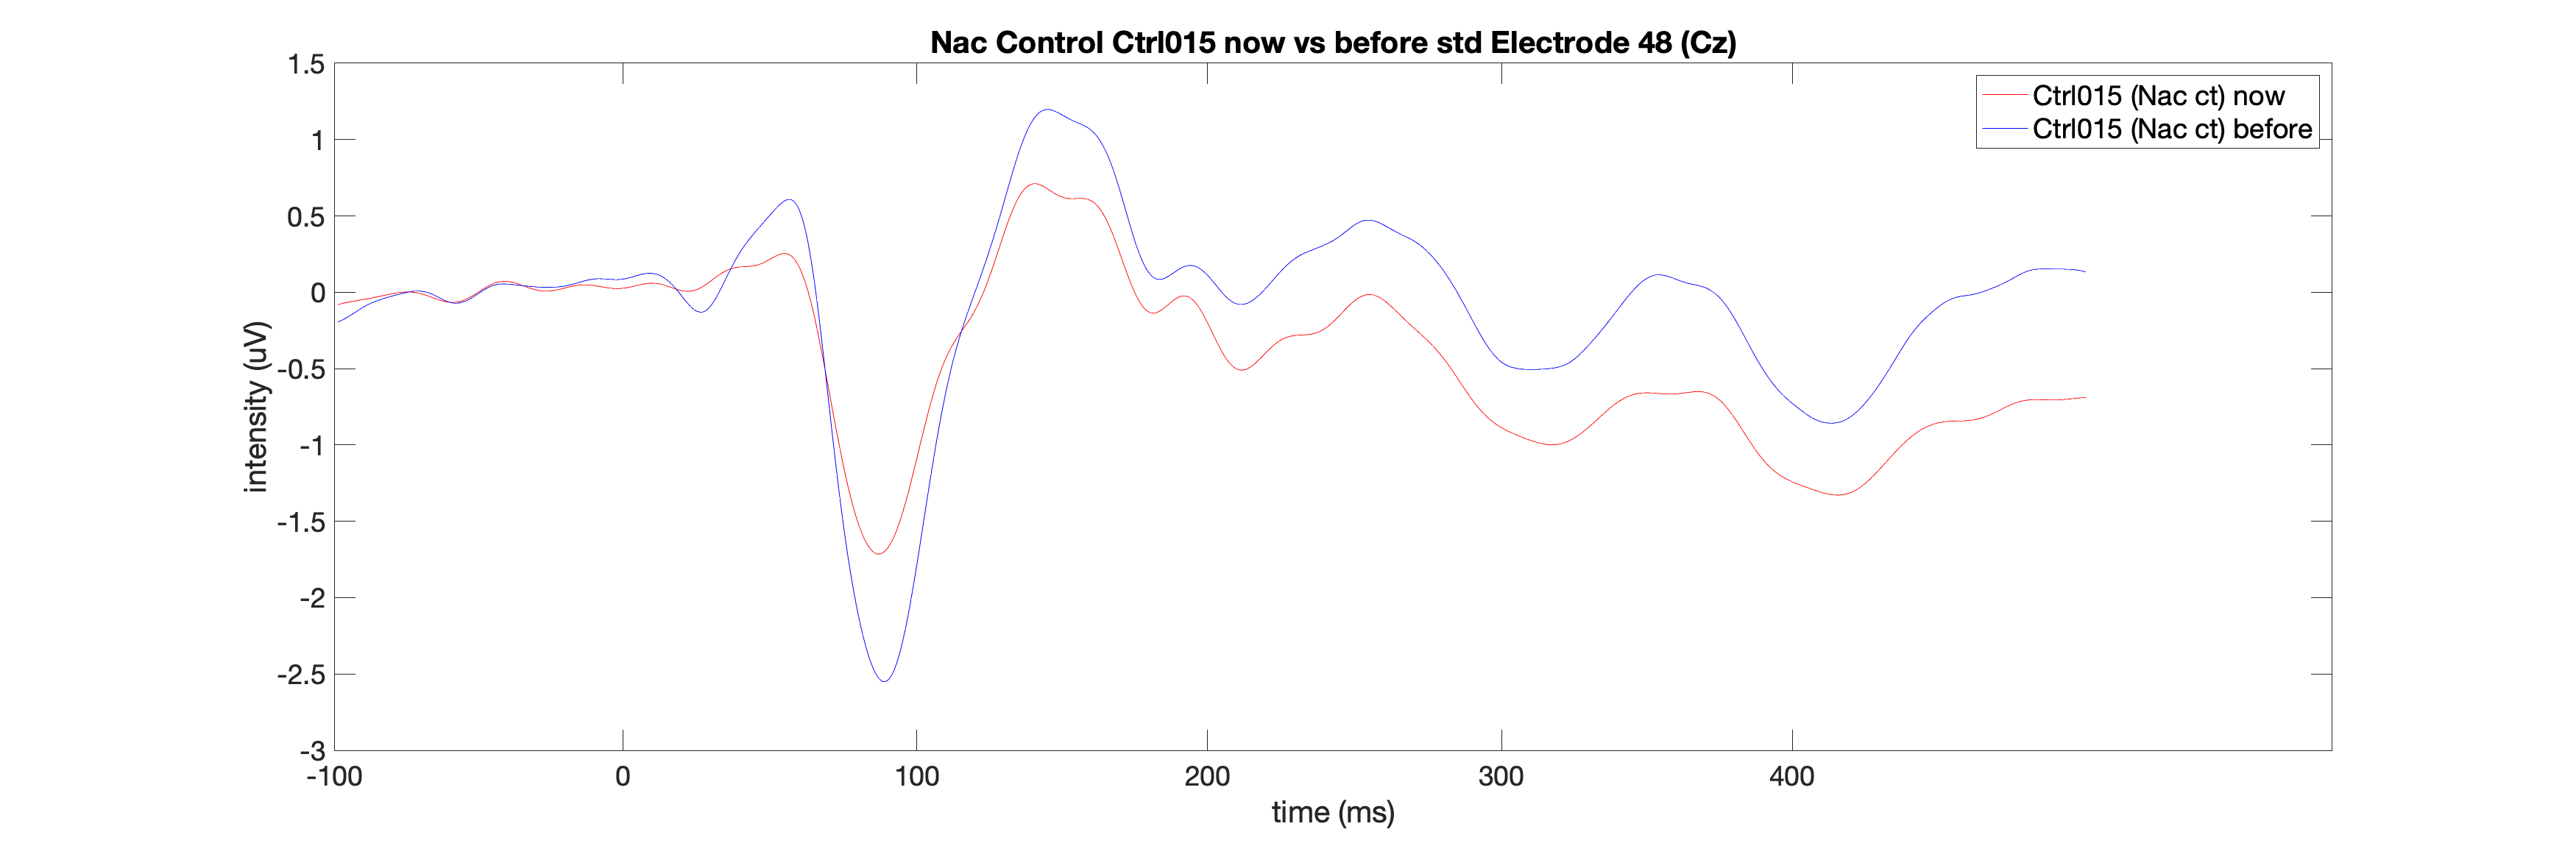 Nac Control Ctrl015 now vs before std Electrode 48 (Cz)
Ctrl015 (Nac ct) now
Ctrl015 (Nac ct) before
1.5
1
0.5
0
-0.5
-1
-1.5
-2
-2.5
-3
intensity (uV)
-100 0 100 200 300 400
time (ms)